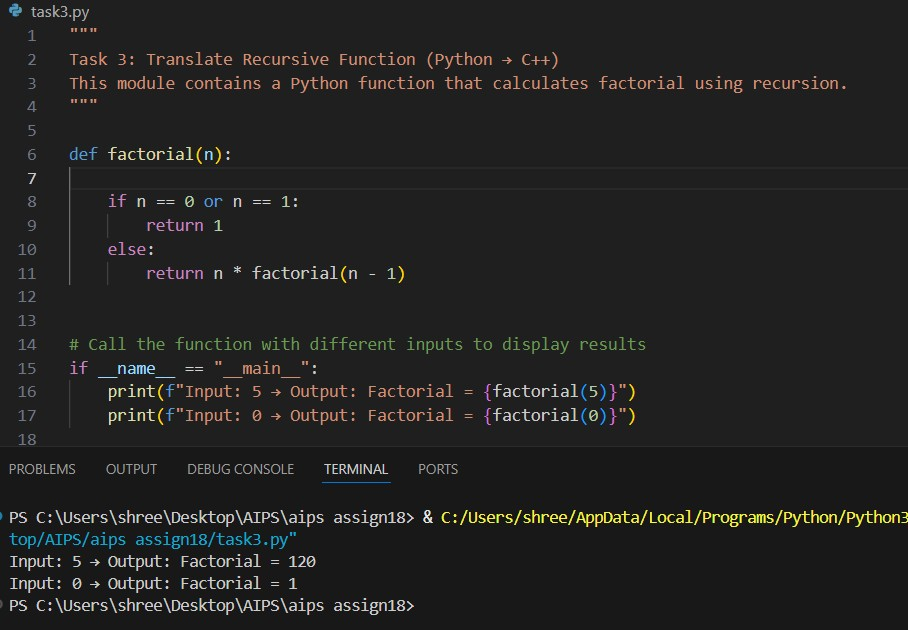 task3.py
1 """
2 Task 3: Translate Recursive Function (Python → C++)
3 This module contains a Python function that calculates factorial using recursion.
4 """
5
6 def factorial(n):
7
8     if n == 0 or n == 1:
9         return 1
10     else:
11         return n * factorial(n - 1)
12
13
14 # Call the function with different inputs to display results
15 if __name__ == "__main__":
16     print(f"Input: 5 → Output: Factorial = {factorial(5)}")
17     print(f"Input: 0 → Output: Factorial = {factorial(0)}")
18
PROBLEMS OUTPUT DEBUG CONSOLE TERMINAL PORTS
PS C:\Users\shree\Desktop\AIPS\aips assign18> & C:/Users/shree/AppData/Local/Programs/Python/Python3
top/AIPS/aips assign18/task3.py"
Input: 5 → Output: Factorial = 120
Input: 0 → Output: Factorial = 1
PS C:\Users\shree\Desktop\AIPS\aips assign18>